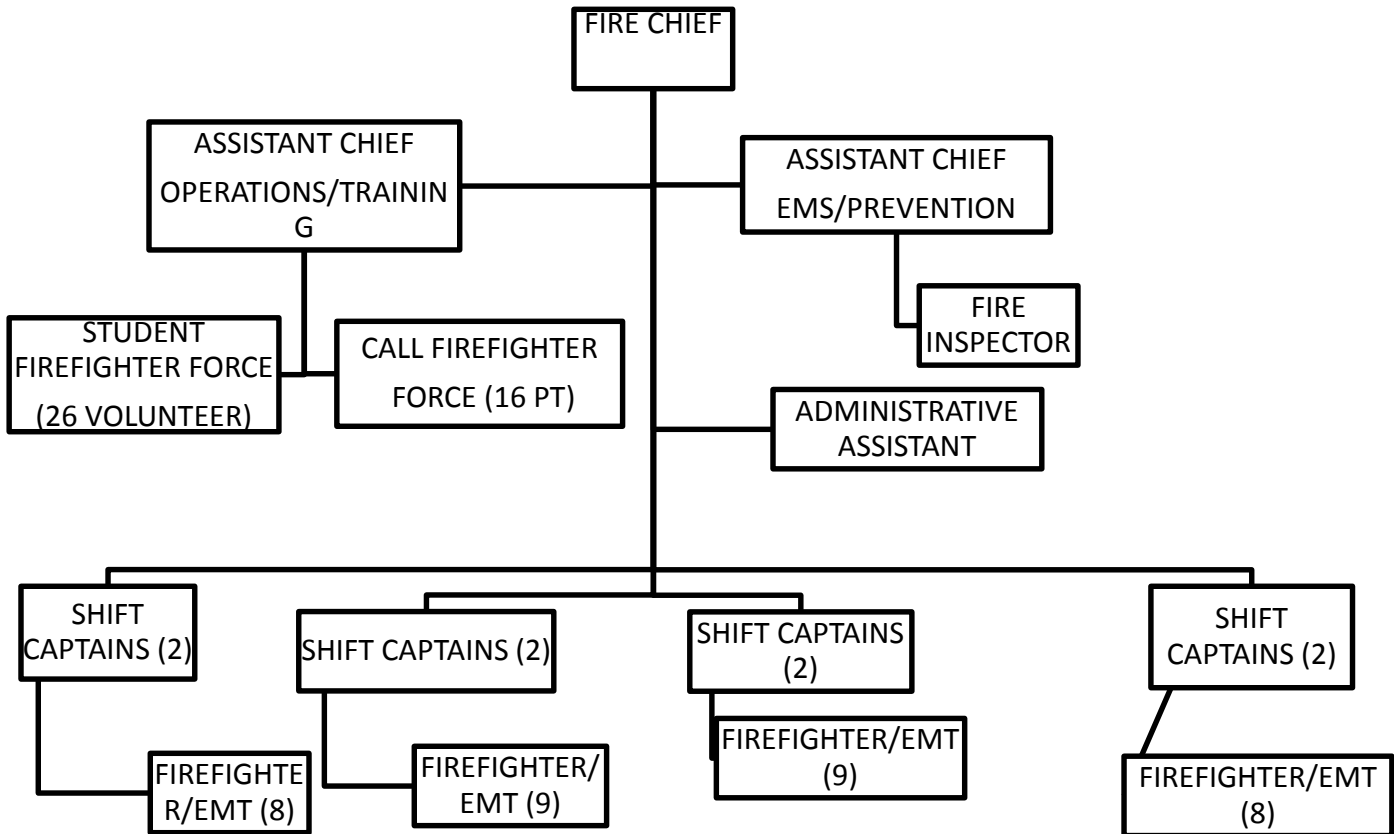 FIRE CHIEF
ASSISTANT CHIEF
OPERATIONS/TRAININ
G
ASSISTANT CHIEF
EMS/PREVENTION
FIRE
INSPECTOR
STUDENT
FIREFIGHTER FORCE
(26 VOLUNTEER)
CALL FIREFIGHTER
FORCE (16 PT)
ADMINISTRATIVE
ASSISTANT
SHIFT
CAPTAINS (2)
SHIFT CAPTAINS (2)
SHIFT CAPTAINS
(2)
SHIFT
CAPTAINS (2)
FIREFIGHTE
R/EMT (8)
FIREFIGHTER/
EMT (9)
FIREFIGHTER/EMT
(9)
FIREFIGHTER/EMT
(8)